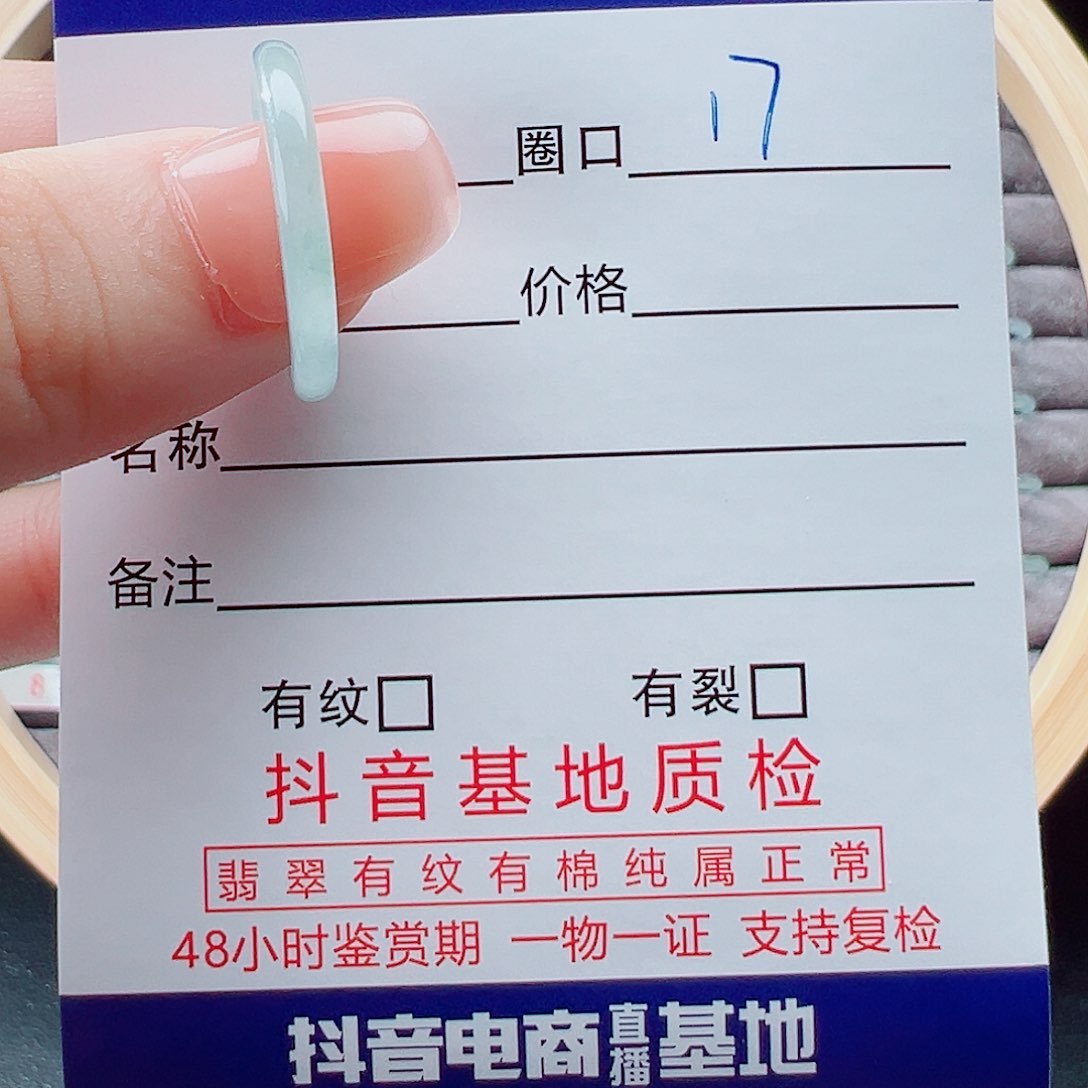 圈口 17
价格
名称
备注
有纹 有裂
抖音基地质检
翡翠有纹有棉纯属正常
48小时鉴赏期 一物一证 支持复检
抖音电商直播基地